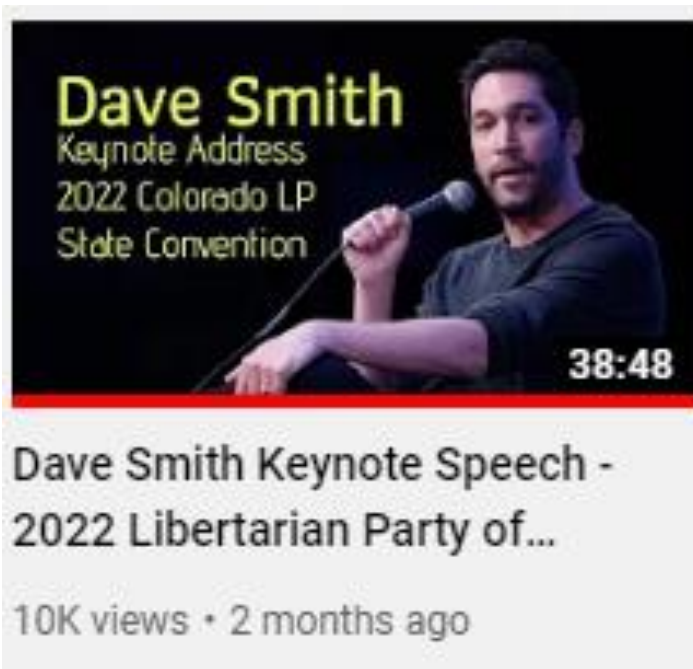 Dave Smith
Keynote Address
2022 Colorado LP
State Convention
38:48
Dave Smith Keynote Speech -
2022 Libertarian Party of...
10K views • 2 months ago